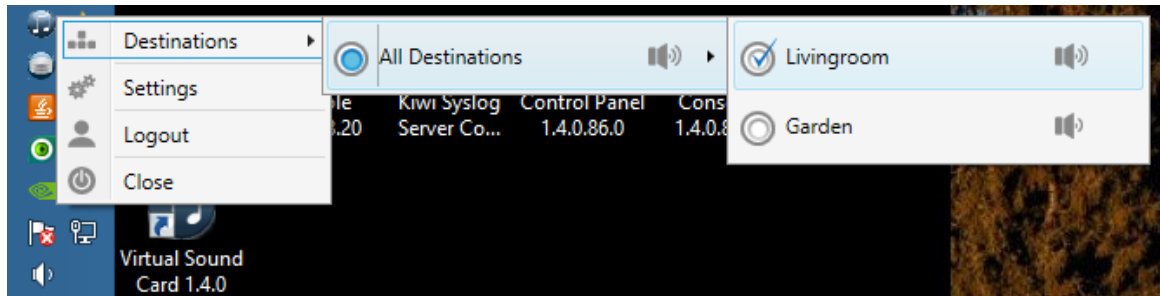 Destinations
Settings
Logout
Close
All Destinations
Livingroom
Garden
Kiwi Syslog
Server Co...
Control Panel
1.4.0.86.0
Cons
1.4.0.8
.20
Virtual Sound
Card 1.4.0